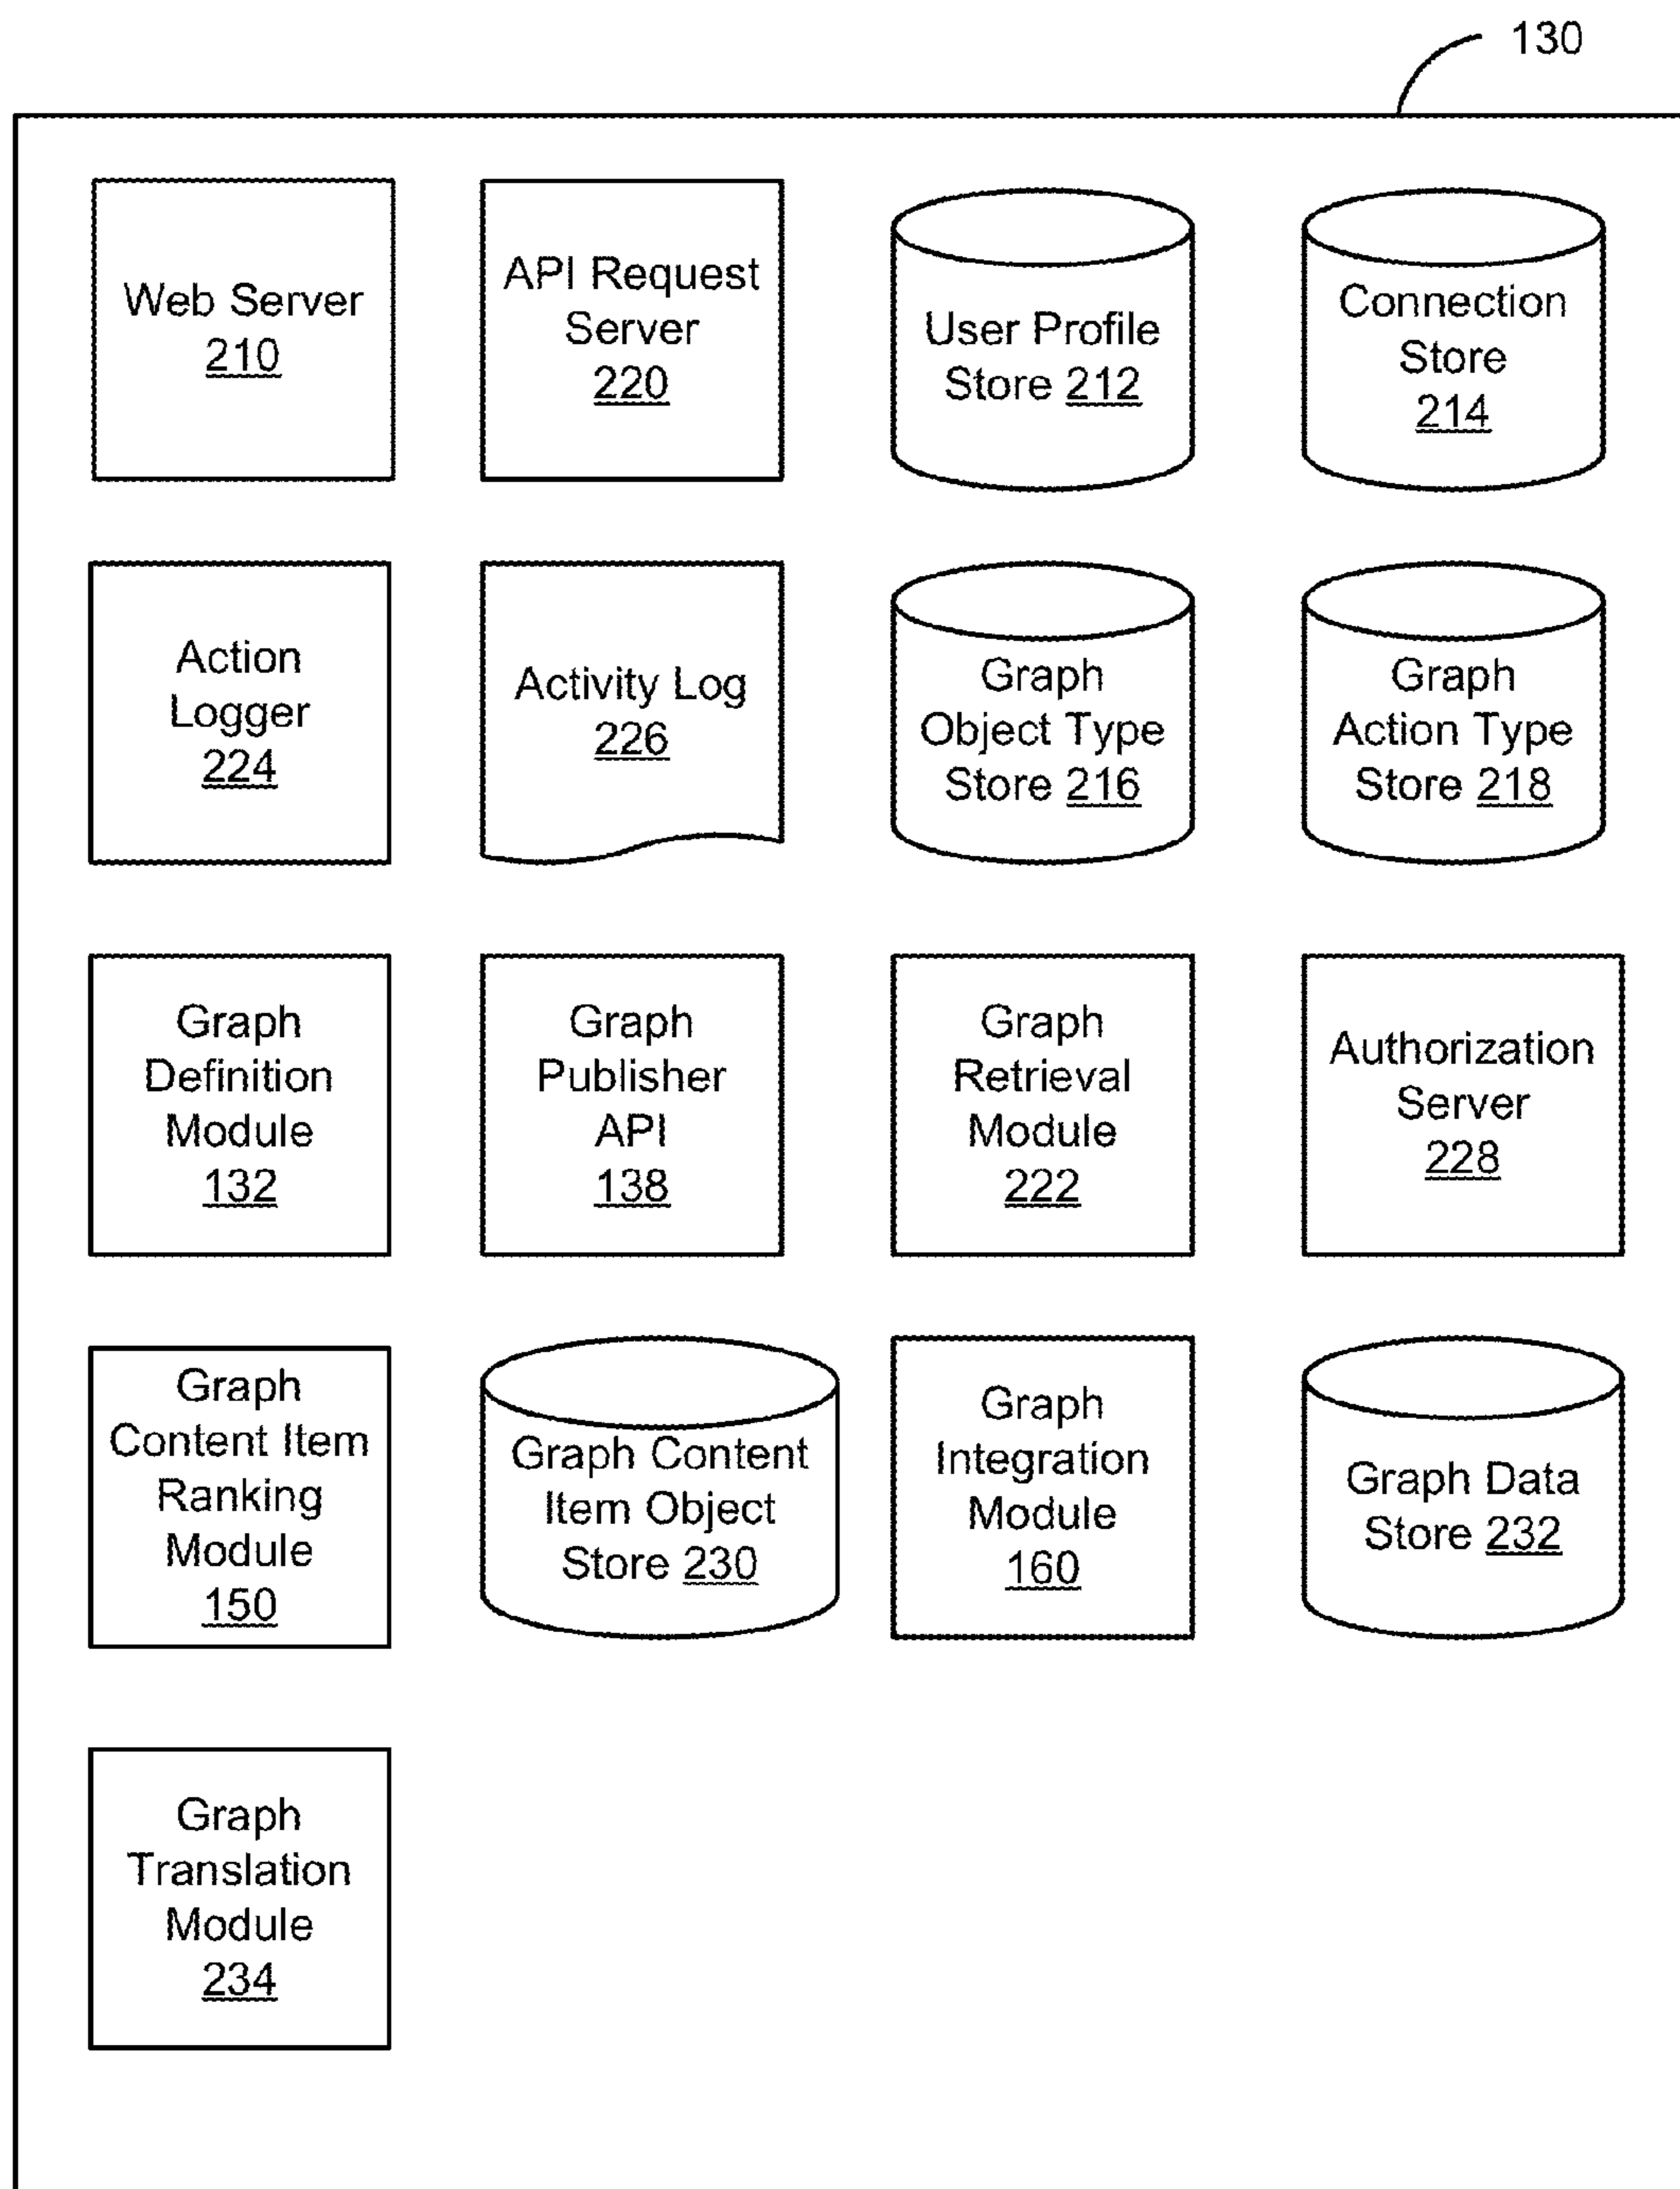 130
Web Server
210
API Request
Server
220
User Profile
Store 212
Connection
Store
214
Action
Logger
224
Activity Log
226
Graph
Object Type
Store 216
Graph
Action Type
Store 218
Graph
Definition
Module
132
Graph
Publisher
API
138
Graph
Retrieval
Module
222
Authorization
Server
228
Graph
Content Item
Ranking
Module
150
Graph Content
Item Object
Store 230
Graph
Integration
Module
160
Graph Data
Store 232
Graph
Translation
Module
234